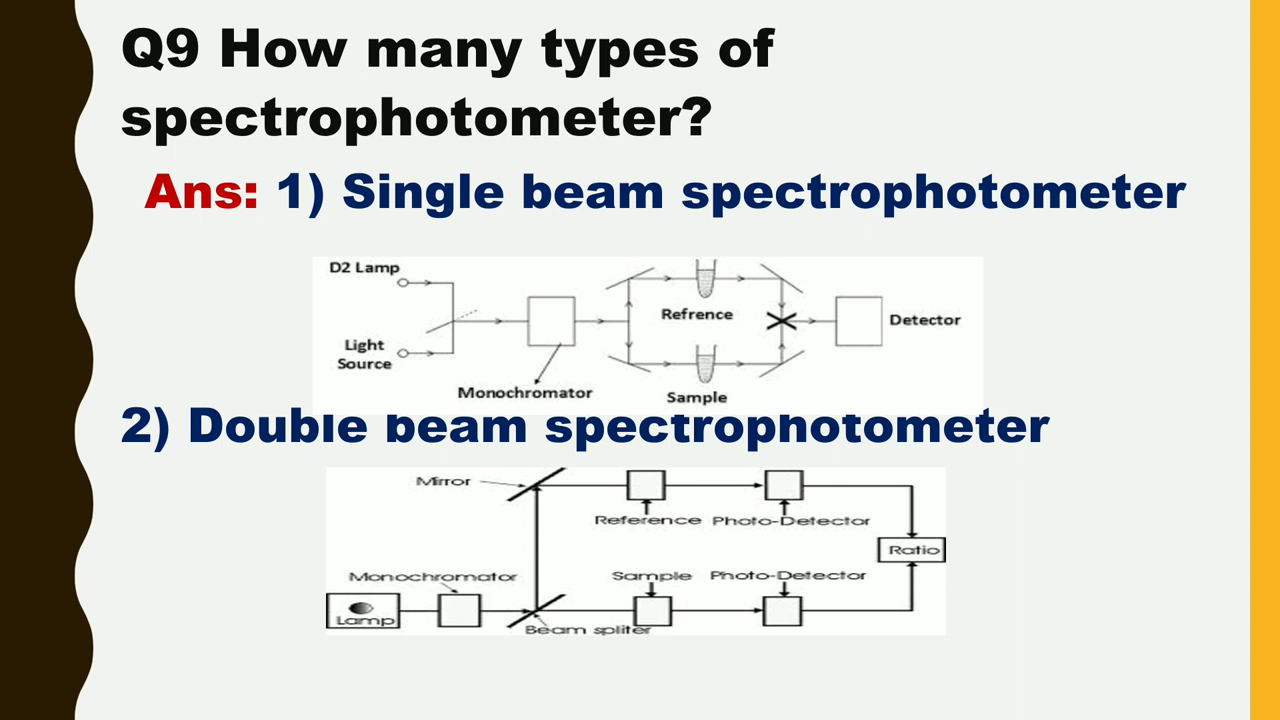 Q9 How many types of
spectrophotometer?
Ans: 1) Single beam spectrophotometer
D2 Lamp
Light
Source
Monochromator
Refrence
Sample
Detector
2) Double beam spectrophotometer
Mirror
Reference
Photo-Detector
Ratio
Monochromator
Sample
Photo-Detector
Lamp
Beam spliter